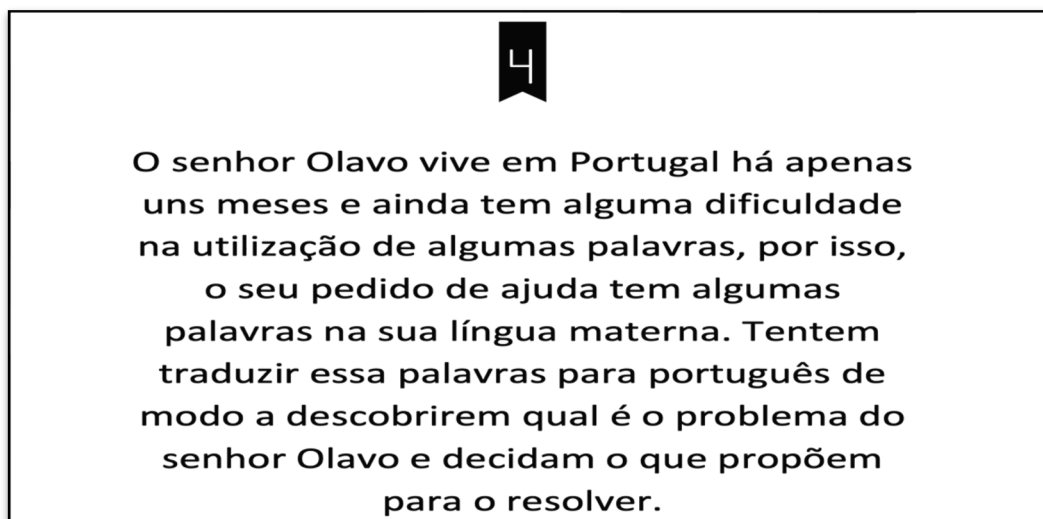 4
O senhor Olavo vive em Portugal há apenas
uns meses e ainda tem alguma dificuldade
na utilização de algumas palavras, por isso,
o seu pedido de ajuda tem algumas
palavras na sua língua materna. Tentem
traduzir essa palavras para português de
modo a descobrirem qual é o problema do
senhor Olavo e decidam o que propõem
para o resolver.